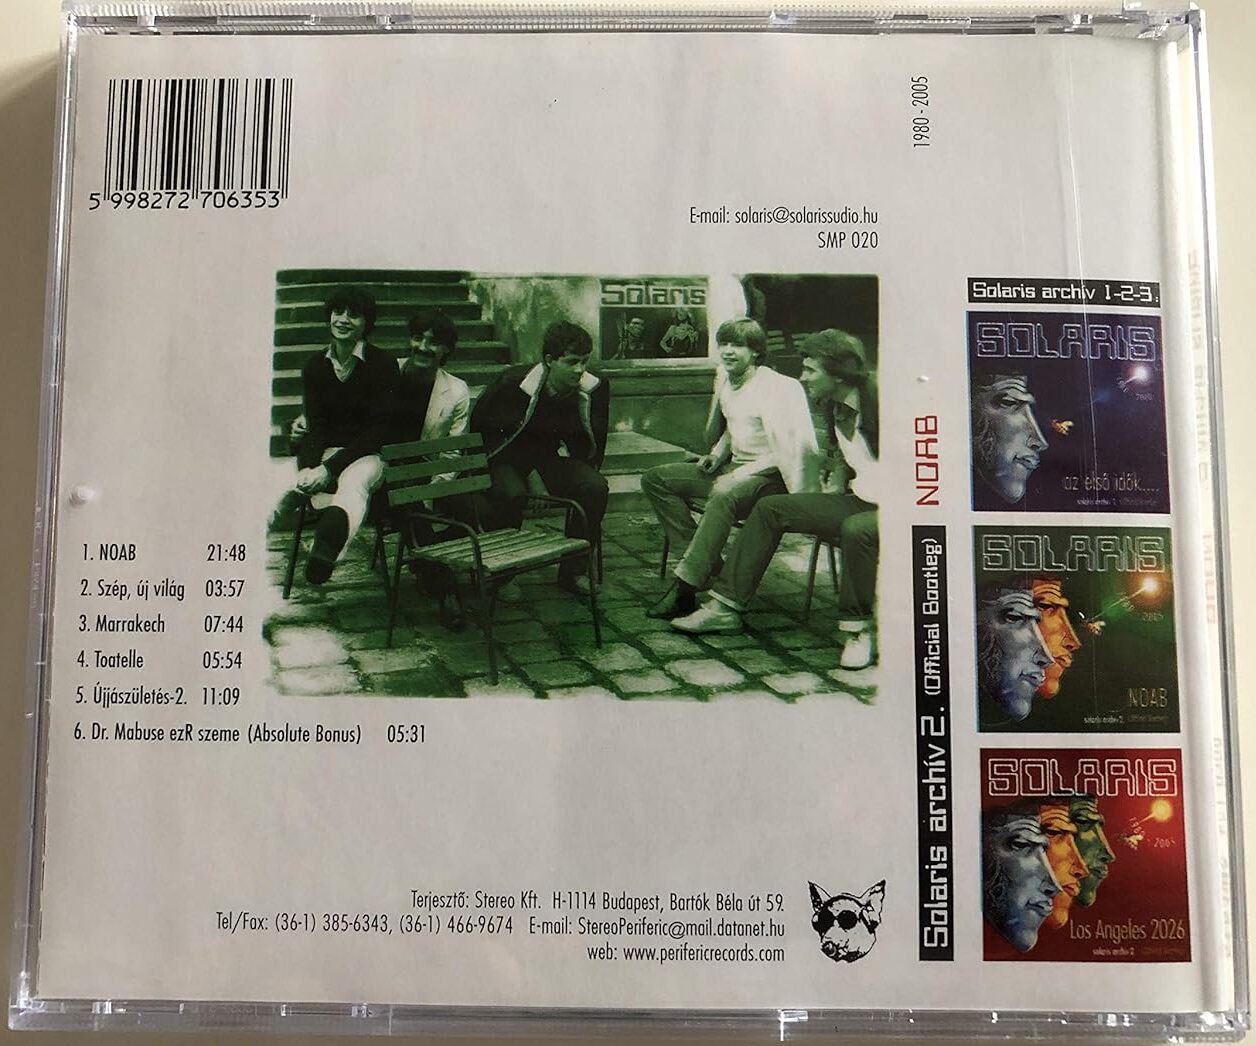 5 998272 706353
1980 - 2005
E-mail: solaris@solarissudio.hu
SMP 020
Solaris
1. NOAB 21:48
2. Szép, új világ 03:57
3. Marrakech 07:44
4. Toatelle 05:54
5. Újjászületés-2. 11:09
6. Dr. Mabuse ezR szeme (Absolute Bonus) 05:31
Terjesztő: Stereo Kft. H-1114 Budapest, Bartók Béla út 59.
Tel/Fax: (36-1) 385-6343, (36-1) 466-9674 E-mail: StereoPeriferic@mail.datanet.hu
web: www.perifericrecords.com
Solaris archív 2. (Official Bootleg) NOAB
Solaris archív 1-2-3:
SOLARIS
az első idők....
SOLARIS
NOAB
solaris archív 2.
SOLARIS
Los Angeles 2026